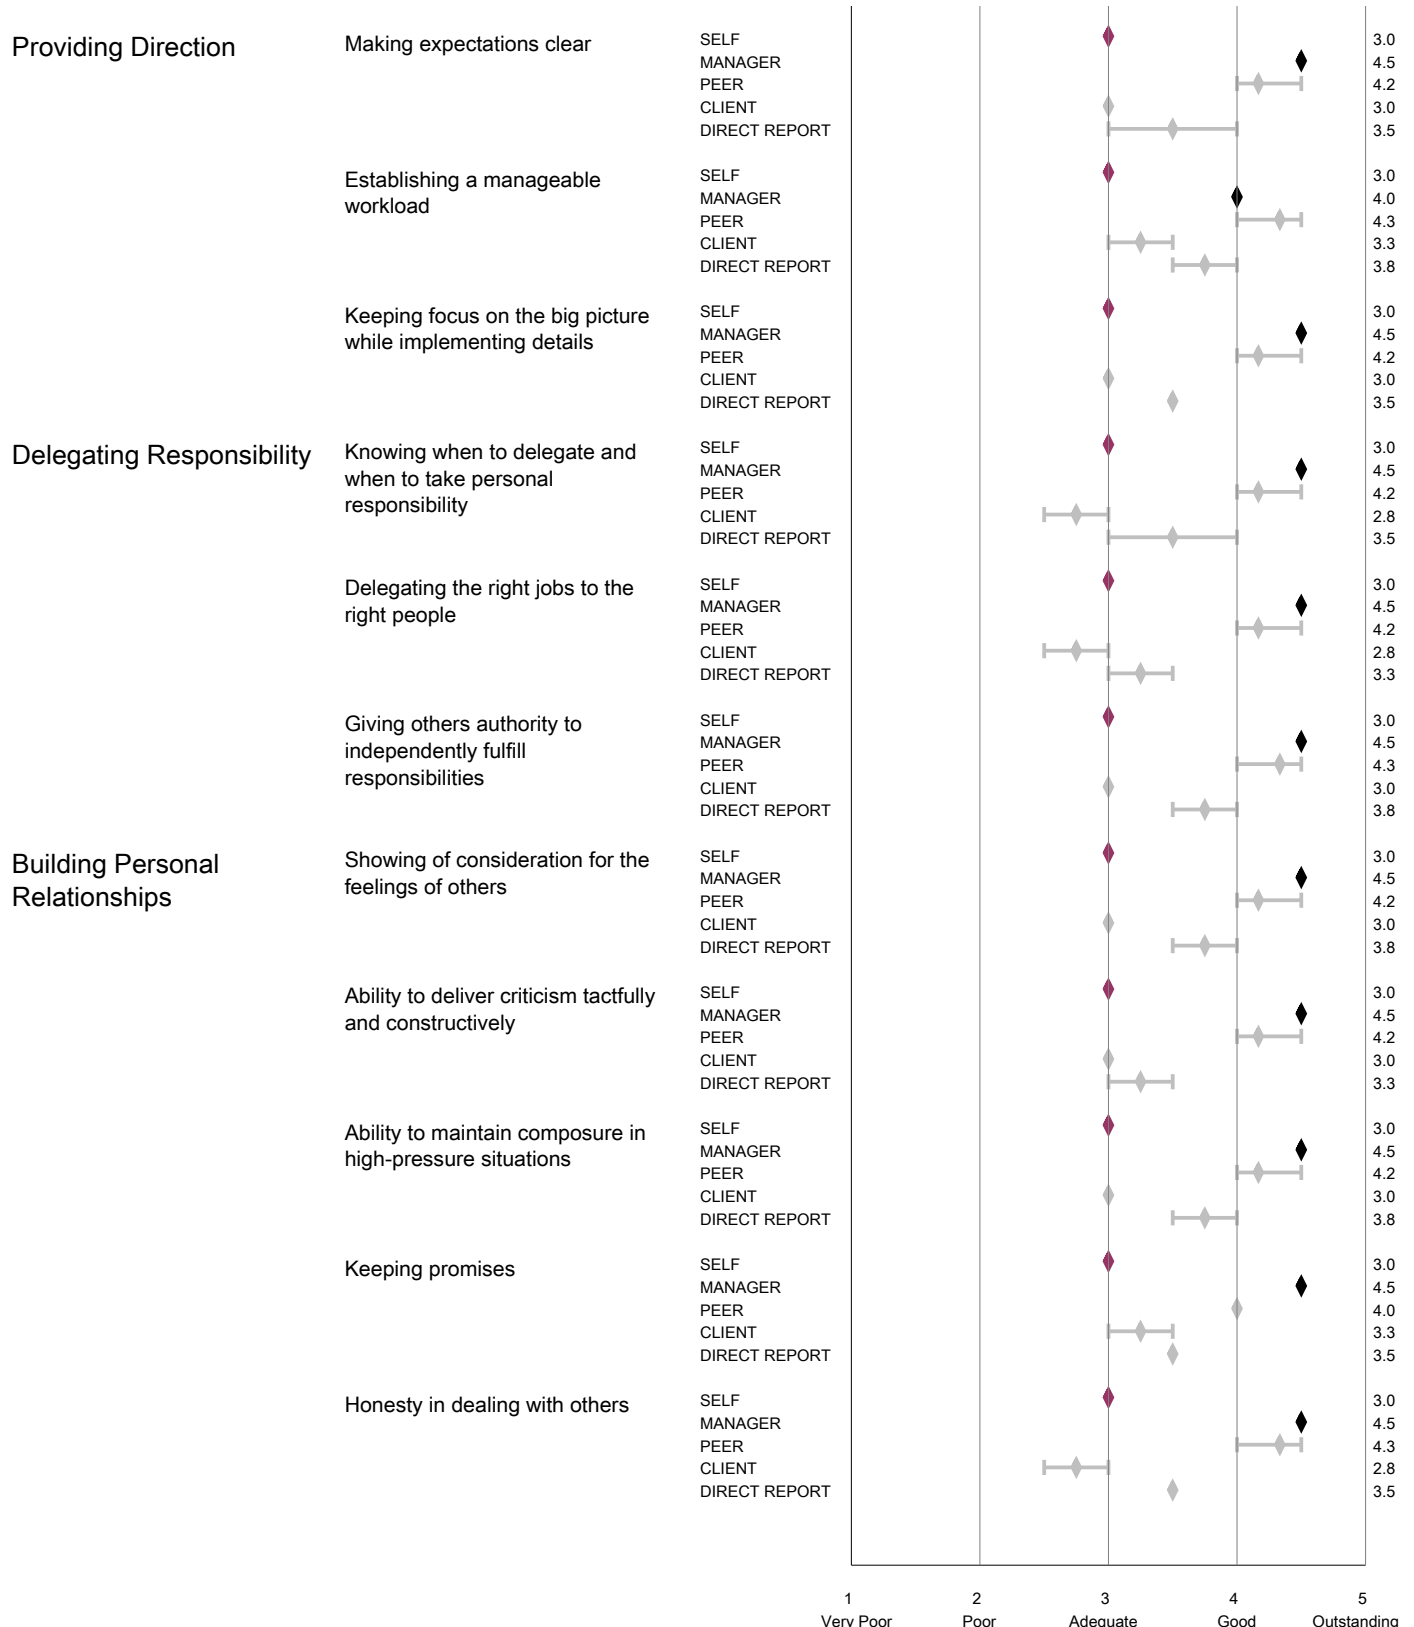 Providing Direction
Making expectations clear
SELF 3.0
MANAGER 4.5
PEER 4.2
CLIENT 3.0
DIRECT REPORT 3.5
Establishing a manageable
workload
SELF 3.0
MANAGER 4.0
PEER 4.3
CLIENT 3.3
DIRECT REPORT 3.8
Keeping focus on the big picture
while implementing details
SELF 3.0
MANAGER 4.5
PEER 4.2
CLIENT 3.0
DIRECT REPORT 3.5
Delegating Responsibility
Knowing when to delegate and
when to take personal
responsibility
SELF 3.0
MANAGER 4.5
PEER 4.2
CLIENT 2.8
DIRECT REPORT 3.5
Delegating the right jobs to the
right people
SELF 3.0
MANAGER 4.5
PEER 4.2
CLIENT 2.8
DIRECT REPORT 3.3
Giving others authority to
independently fulfill
responsibilities
SELF 3.0
MANAGER 4.5
PEER 4.3
CLIENT 3.0
DIRECT REPORT 3.8
Building Personal
Relationships
Showing of consideration for the
feelings of others
SELF 3.0
MANAGER 4.5
PEER 4.2
CLIENT 3.0
DIRECT REPORT 3.8
Ability to deliver criticism tactfully
and constructively
SELF 3.0
MANAGER 4.5
PEER 4.2
CLIENT 3.0
DIRECT REPORT 3.3
Ability to maintain composure in
high-pressure situations
SELF 3.0
MANAGER 4.5
PEER 4.2
CLIENT 3.0
DIRECT REPORT 3.8
Keeping promises
SELF 3.0
MANAGER 4.5
PEER 4.0
CLIENT 3.3
DIRECT REPORT 3.5
Honesty in dealing with others
SELF 3.0
MANAGER 4.5
PEER 4.3
CLIENT 2.8
DIRECT REPORT 3.5
1 2 3 4 5
Very Poor Poor Adequate Good Outstanding